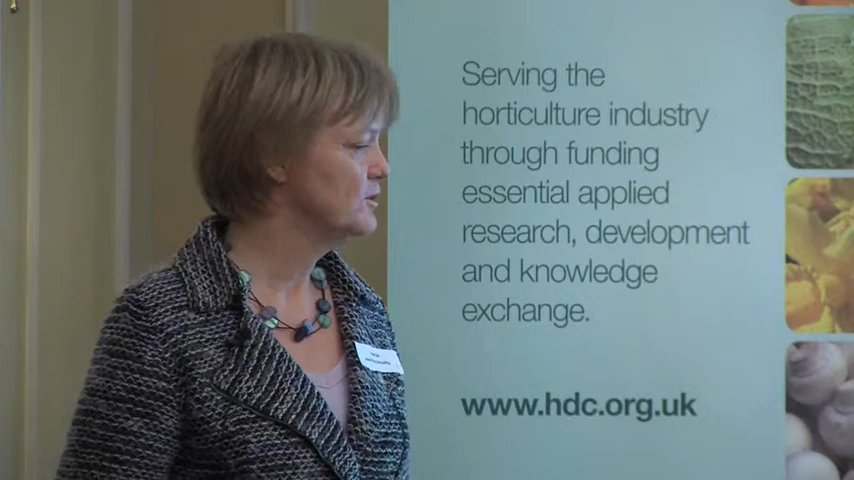 Serving the
horticulture industry
through funding
essential applied
research, development
and knowledge
exchange.
www.hdc.org.uk